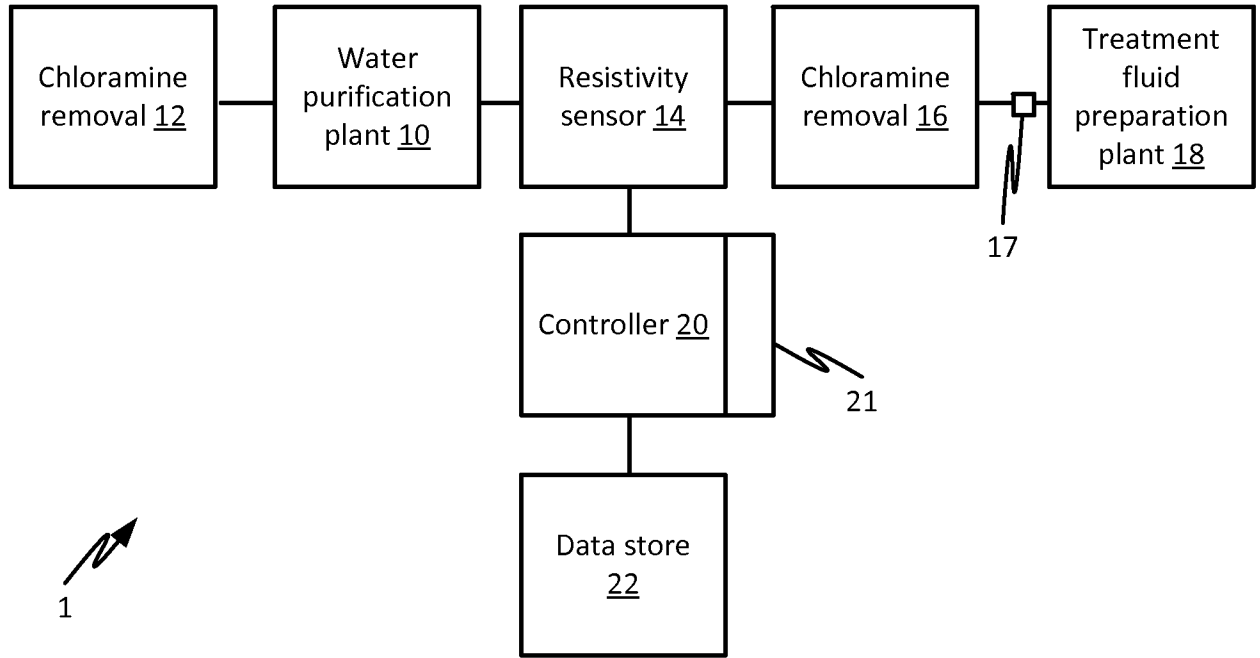 Chloramine
removal 12
Water
purification
plant 10
Resistivity
sensor 14
Chloramine
removal 16
Treatment
fluid
preparation
plant 18
17
Controller 20
21
Data store
22
1